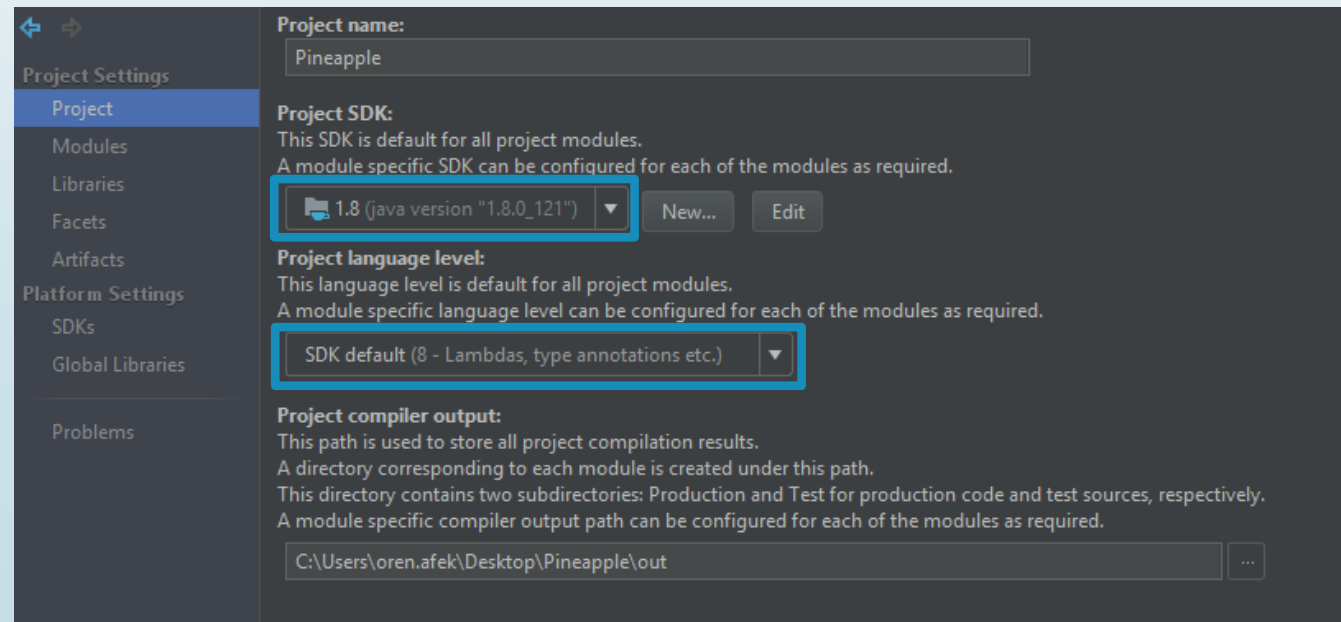 Project Settings
Project
Modules
Libraries
Facets
Artifacts
Platform Settings
SDKs
Global Libraries
Problems
Project name:
Pineapple
Project SDK:
This SDK is default for all project modules.
A module specific SDK can be configured for each of the modules as required.
1.8 (java version "1.8.0_121") New... Edit
Project language level:
This language level is default for all project modules.
A module specific language level can be configured for each of the modules as required.
SDK default (8 - Lambdas, type annotations etc.)
Project compiler output:
This path is used to store all project compilation results.
A directory corresponding to each module is created under this path.
This directory contains two subdirectories: Production and Test for production code and test sources, respectively.
A module specific compiler output path can be configured for each of the modules as required.
C:\Users\oren.afek\Desktop\Pineapple\out ...